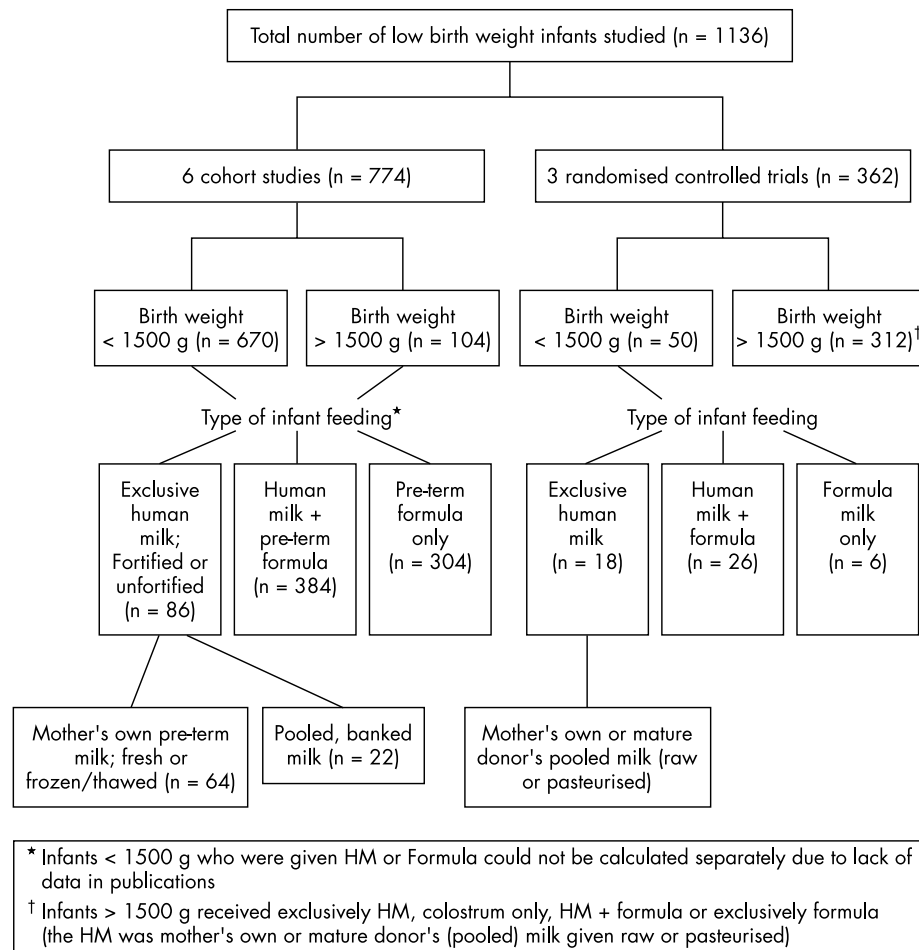 Total number of low birth weight infants studied (n = 1136)
6 cohort studies (n = 774)
3 randomised controlled trials (n = 362)
Birth weight
< 1500 g (n = 670)
Birth weight
> 1500 g (n = 104)
Birth weight
< 1500 g (n = 50)
Birth weight
> 1500 g (n = 312)†
Type of infant feeding★
Type of infant feeding
Exclusive
human
milk;
Fortified or
unfortified
(n = 86)
Human
milk +
pre-term
formula
(n = 384)
Pre-term
formula
only
(n = 304)
Exclusive
human
milk
(n = 18)
Human
milk +
formula
(n = 26)
Formula
milk
only
(n = 6)
Mother's own pre-term
milk; fresh or
frozen/thawed (n = 64)
Pooled, banked
milk (n = 22)
Mother's own or mature
donor's pooled milk (raw
or pasteurised)
★ Infants < 1500 g who were given HM or Formula could not be calculated separately due to lack of
data in publications
† Infants > 1500 g received exclusively HM, colostrum only, HM + formula or exclusively formula
(the HM was mother's own or mature donor's (pooled) milk given raw or pasteurised)